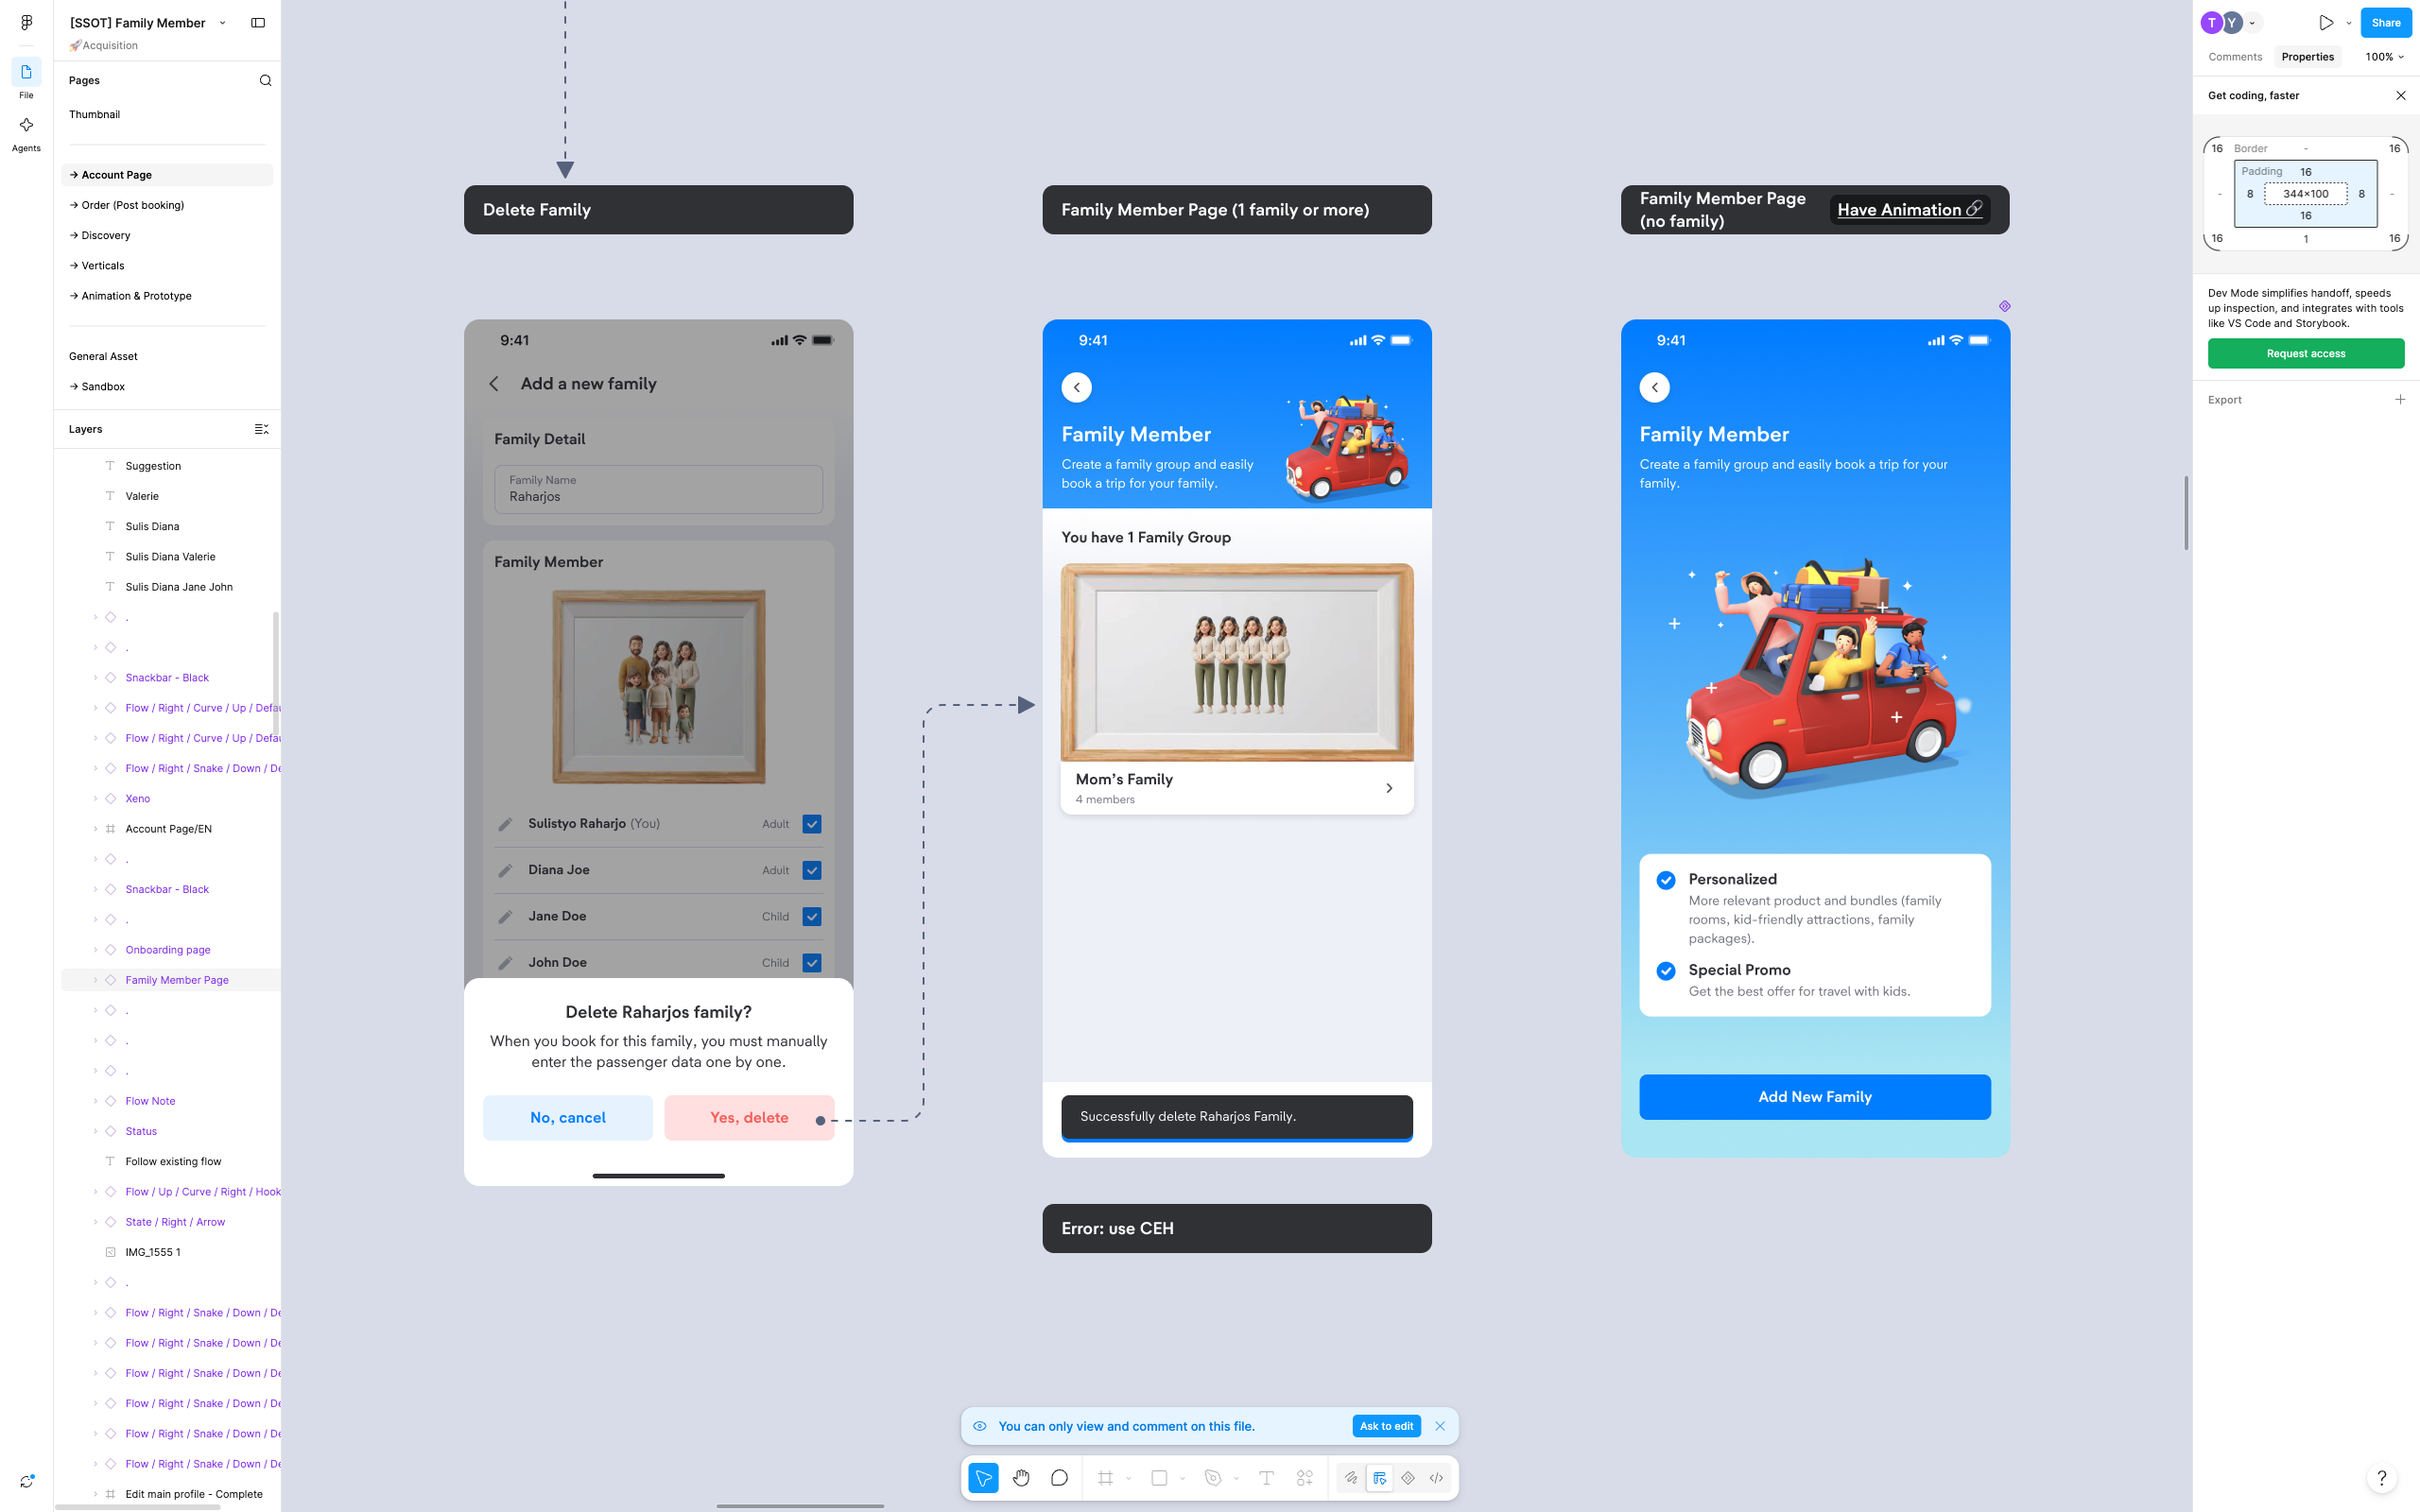 [SSOT] Family Member
🚀Acquisition
File
Agents
Pages
Thumbnail
→ Account Page
→ Order (Post booking)
→ Discovery
→ Verticals
→ Animation & Prototype
General Asset
→ Sandbox
Layers
Suggestion
Valerie
Sulis Diana
Sulis Diana Valerie
Sulis Diana Jane John
.
.
Snackbar - Black
Flow / Right / Curve / Up / Defau
Flow / Right / Curve / Up / Defau
Flow / Right / Snake / Down / De
Xeno
Account Page/EN
.
Snackbar - Black
.
Onboarding page
Family Member Page
.
.
.
Flow Note
Status
Follow existing flow
Flow / Up / Curve / Right / Hook
State / Right / Arrow
IMG_1555 1
.
Flow / Right / Snake / Down / De
Flow / Right / Snake / Down / De
Flow / Right / Snake / Down / De
Flow / Right / Snake / Down / De
Flow / Right / Snake / Down / De
Flow / Right / Snake / Down / De
Edit main profile - Complete
Delete Family
9:41
Add a new family
Family Detail
Family Name
Raharjos
Family Member
Sulistyo Raharjo (You) Adult
Diana Joe Adult
Jane Doe Child
John Doe Child
Delete Raharjos family?
When you book for this family, you must manually
enter the passenger data one by one.
No, cancel
Yes, delete
Family Member Page (1 family or more)
9:41
Family Member
Create a family group and easily
book a trip for your family.
You have 1 Family Group
Mom's Family
4 members
Successfully delete Raharjos Family.
Error: use CEH
Family Member Page
(no family)
Have Animation
9:41
Family Member
Create a family group and easily book a trip for your
family.
Personalized
More relevant product and bundles (family
rooms, kid-friendly attractions, family
packages).
Special Promo
Get the best offer for travel with kids.
Add New Family
You can only view and comment on this file.
Ask to edit
T
Y
Share
Comments
Properties
100%
Get coding, faster
16 Border - 16
Padding 16
- 8 344×100 8 -
16
16 1 16
Dev Mode simplifies handoff, speeds
up inspection, and integrates with tools
like VS Code and Storybook.
Request access
Export
?